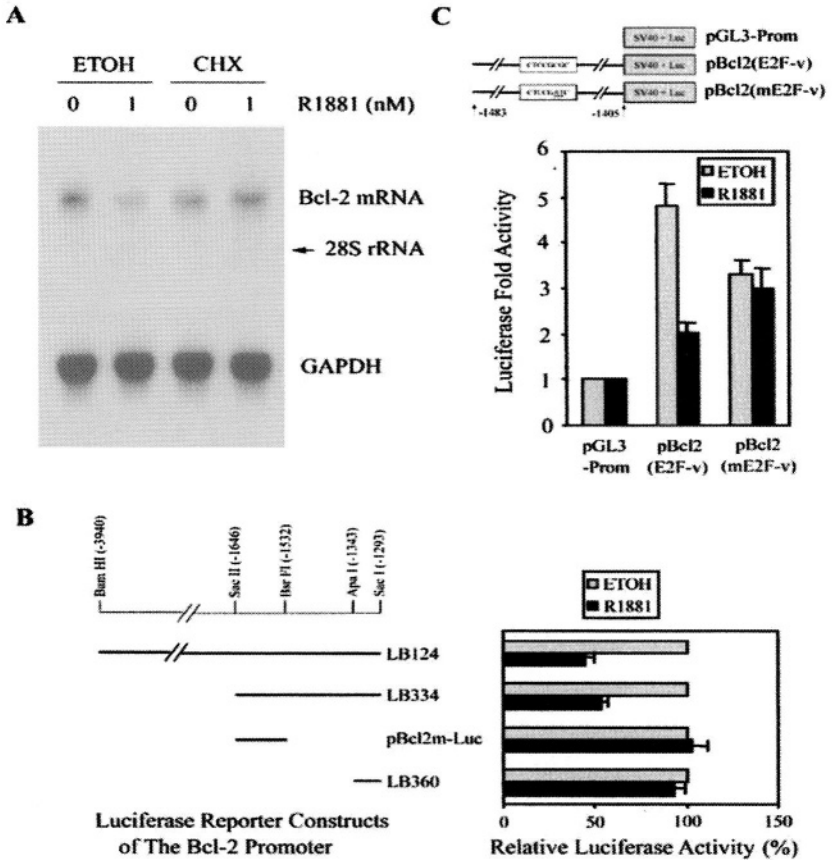 A
ETOH CHX
0 1 0 1 R1881 (nM)
Bcl-2 mRNA
← 28S rRNA
GAPDH
C
SV40 + Luc pGL3-Prom
SV40 + Luc pBcl2(E2F-v)
SV40 + Luc pBcl2(mE2F-v)
-1483 -1405
6
5
4
3
2
1
0
Luciferase Fold Activity
ETOH
R1881
pGL3 -Prom
pBcl2 (E2F-v)
pBcl2 (mE2F-v)
B
Bam HI (-3940)
Sac II (-1646)
Bsr FI (-1532)
Apa I (-1343)
Sac I (-1293)
LB124
LB334
pBcl2m-Luc
LB360
Luciferase Reporter Constructs
of The Bcl-2 Promoter
ETOH
R1881
0 50 100 150
Relative Luciferase Activity (%)